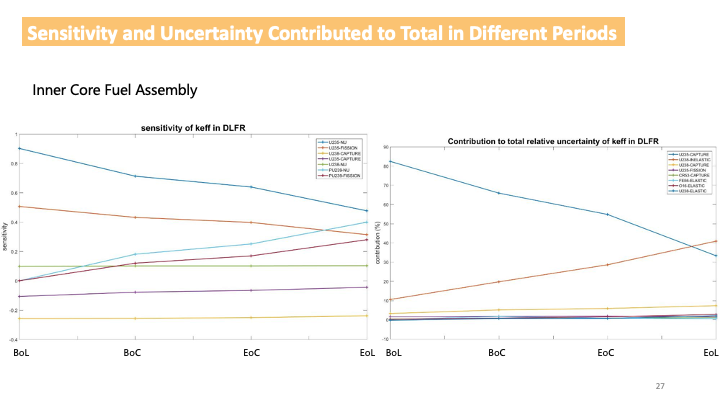 Sensitivity and Uncertainty Contributed to Total in Different Periods
Inner Core Fuel Assembly
sensitivity of keff in DLFR
1
0.8
0.6
0.4
0.2
0
-0.2
-0.4
sensitivity
U235-NU
U235-FISSION
U238-CAPTURE
U235-CAPTURE
U238-NU
PU239-NU
PU239-FISSION
BoL
BoC
EoC
EoL
Contribution to total relative uncertainty of keff in DLFR
90
80
70
60
50
40
30
20
10
0
-10
contribution (%)
U235-CAPTURE
U238-INELASTIC
U238-CAPTURE
U235-FISSION
FE56-ELASTIC
O16-ELASTIC
U238-ELASTIC
BoL
BoC
EoC
EoL
27